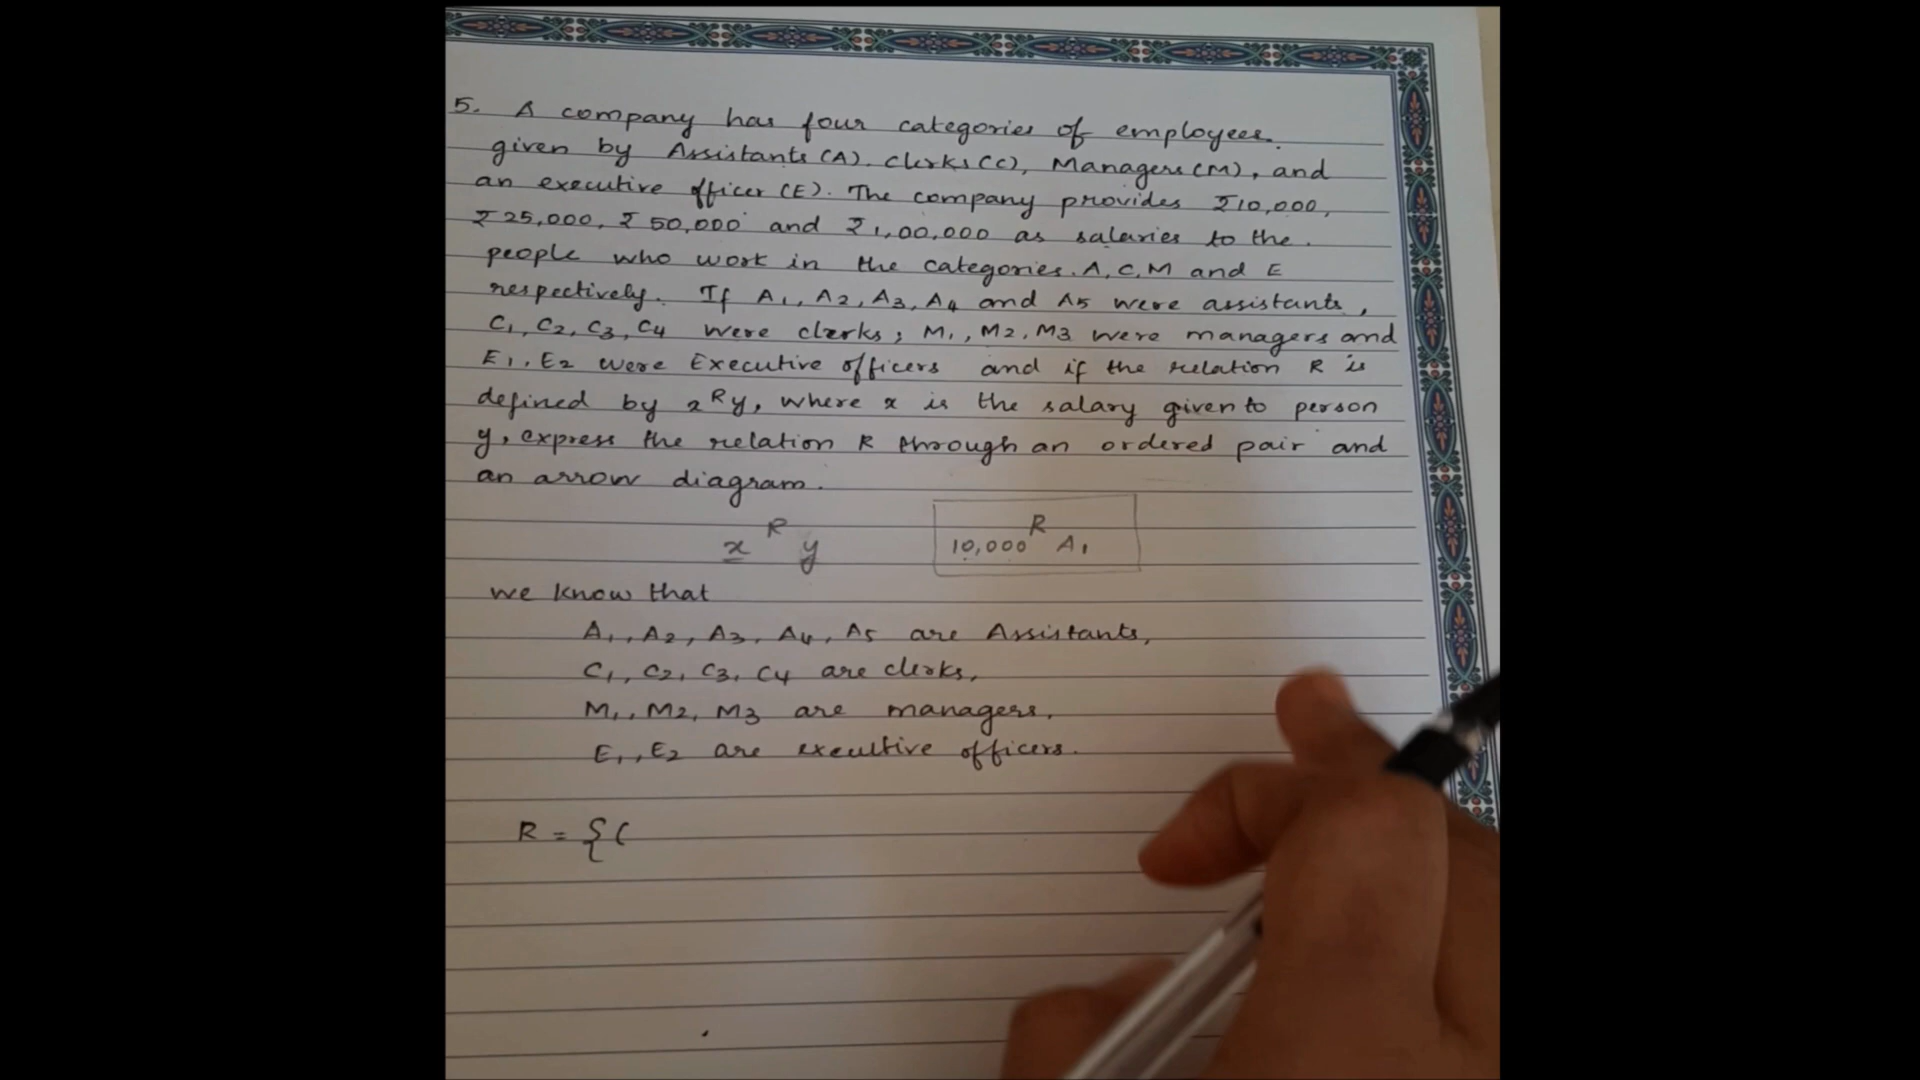 5. A company has four categories of employees.
given by Assistants (A). Clerks (C), Managers (M), and
an executive officer (E). The company provides ₹10,000,
₹25,000, ₹50,000 and ₹1,00,000 as salaries to the.
people who work in the categories. A, C, M and E
respectively. If A1, A2, A3, A4 and A5 were assistants,
C1, C2, C3, C4 were clerks; M1, M2, M3 were managers and
E1, E2 were Executive officers and if the relation R is
defined by xRy, where x is the salary given to person
y, express the relation R through an ordered pair and
an arrow diagram.
x R y 10,000 R A1
we know that
A1, A2, A3, A4, A5 are Assistants,
C1, C2, C3, C4 are clerks,
M1, M2, M3 are managers,
E1, E2 are exeultive officers.
R = {(